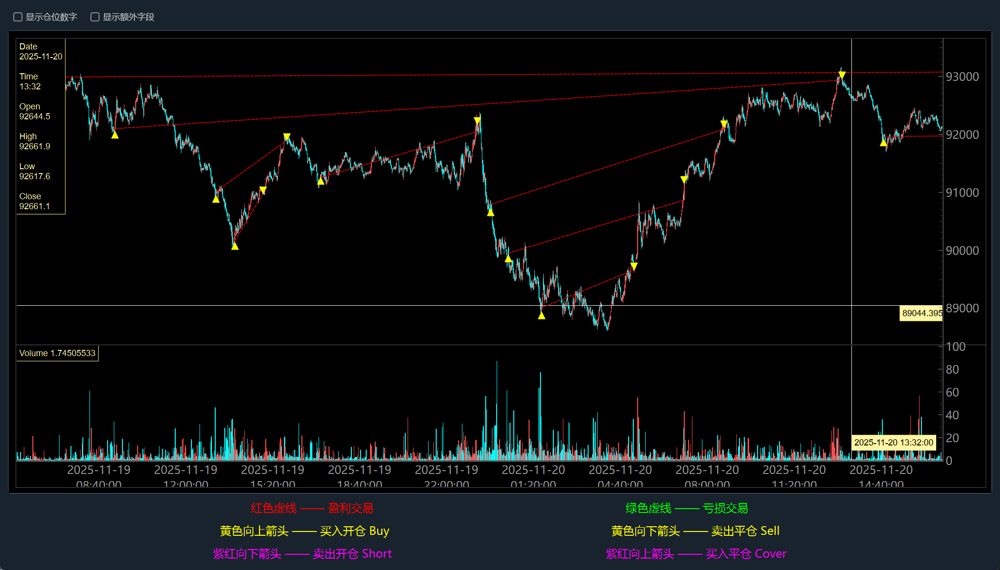 显示仓位数字 显示额外字段
Date
2025-11-20
Time
13:32
Open
92644.5
High
92661.9
Low
92617.6
Close
92661.1
93000
92000
91000
90000
89000
89044.395
Volume 1.74505533
100
80
60
40
20
0
2025-11-20 13:32:00
2025-11-19 2025-11-19 2025-11-19 2025-11-19 2025-11-19 2025-11-20 2025-11-20 2025-11-20 2025-11-20 2025-11-20
08:40:00 12:00:00 15:20:00 18:40:00 22:00:00 01:20:00 04:40:00 08:00:00 11:20:00 14:40:00
红色虚线 —— 盈利交易 绿色虚线 —— 亏损交易
黄色向上箭头 —— 买入开仓 Buy 黄色向下箭头 —— 卖出平仓 Sell
紫红向下箭头 —— 卖出开仓 Short 紫红向上箭头 —— 买入平仓 Cover